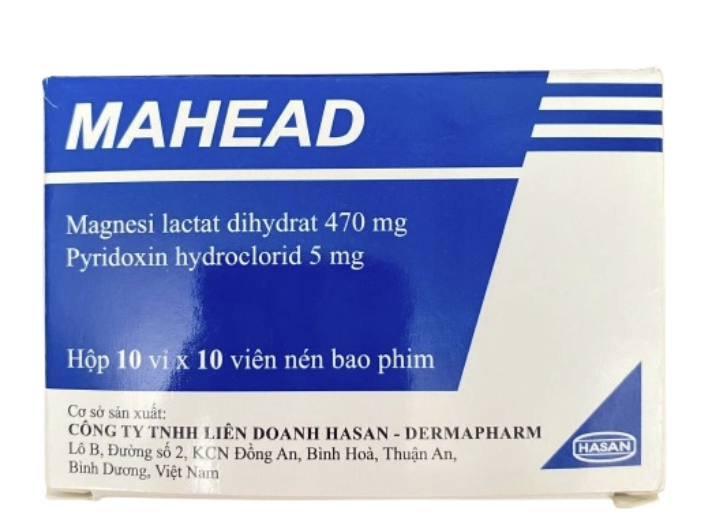 MAHEAD
Magnesi lactat dihydrat 470 mg
Pyridoxin hydroclorid 5 mg
Hộp 10 vỉ x 10 viên nén bao phim
Cơ sở sản xuất:
CÔNG TY TNHH LIÊN DOANH HASAN - DERMAPHARM
Lô B, Đường số 2, KCN Đồng An, Bình Hoà, Thuận An,
Bình Dương, Việt Nam
HASAN